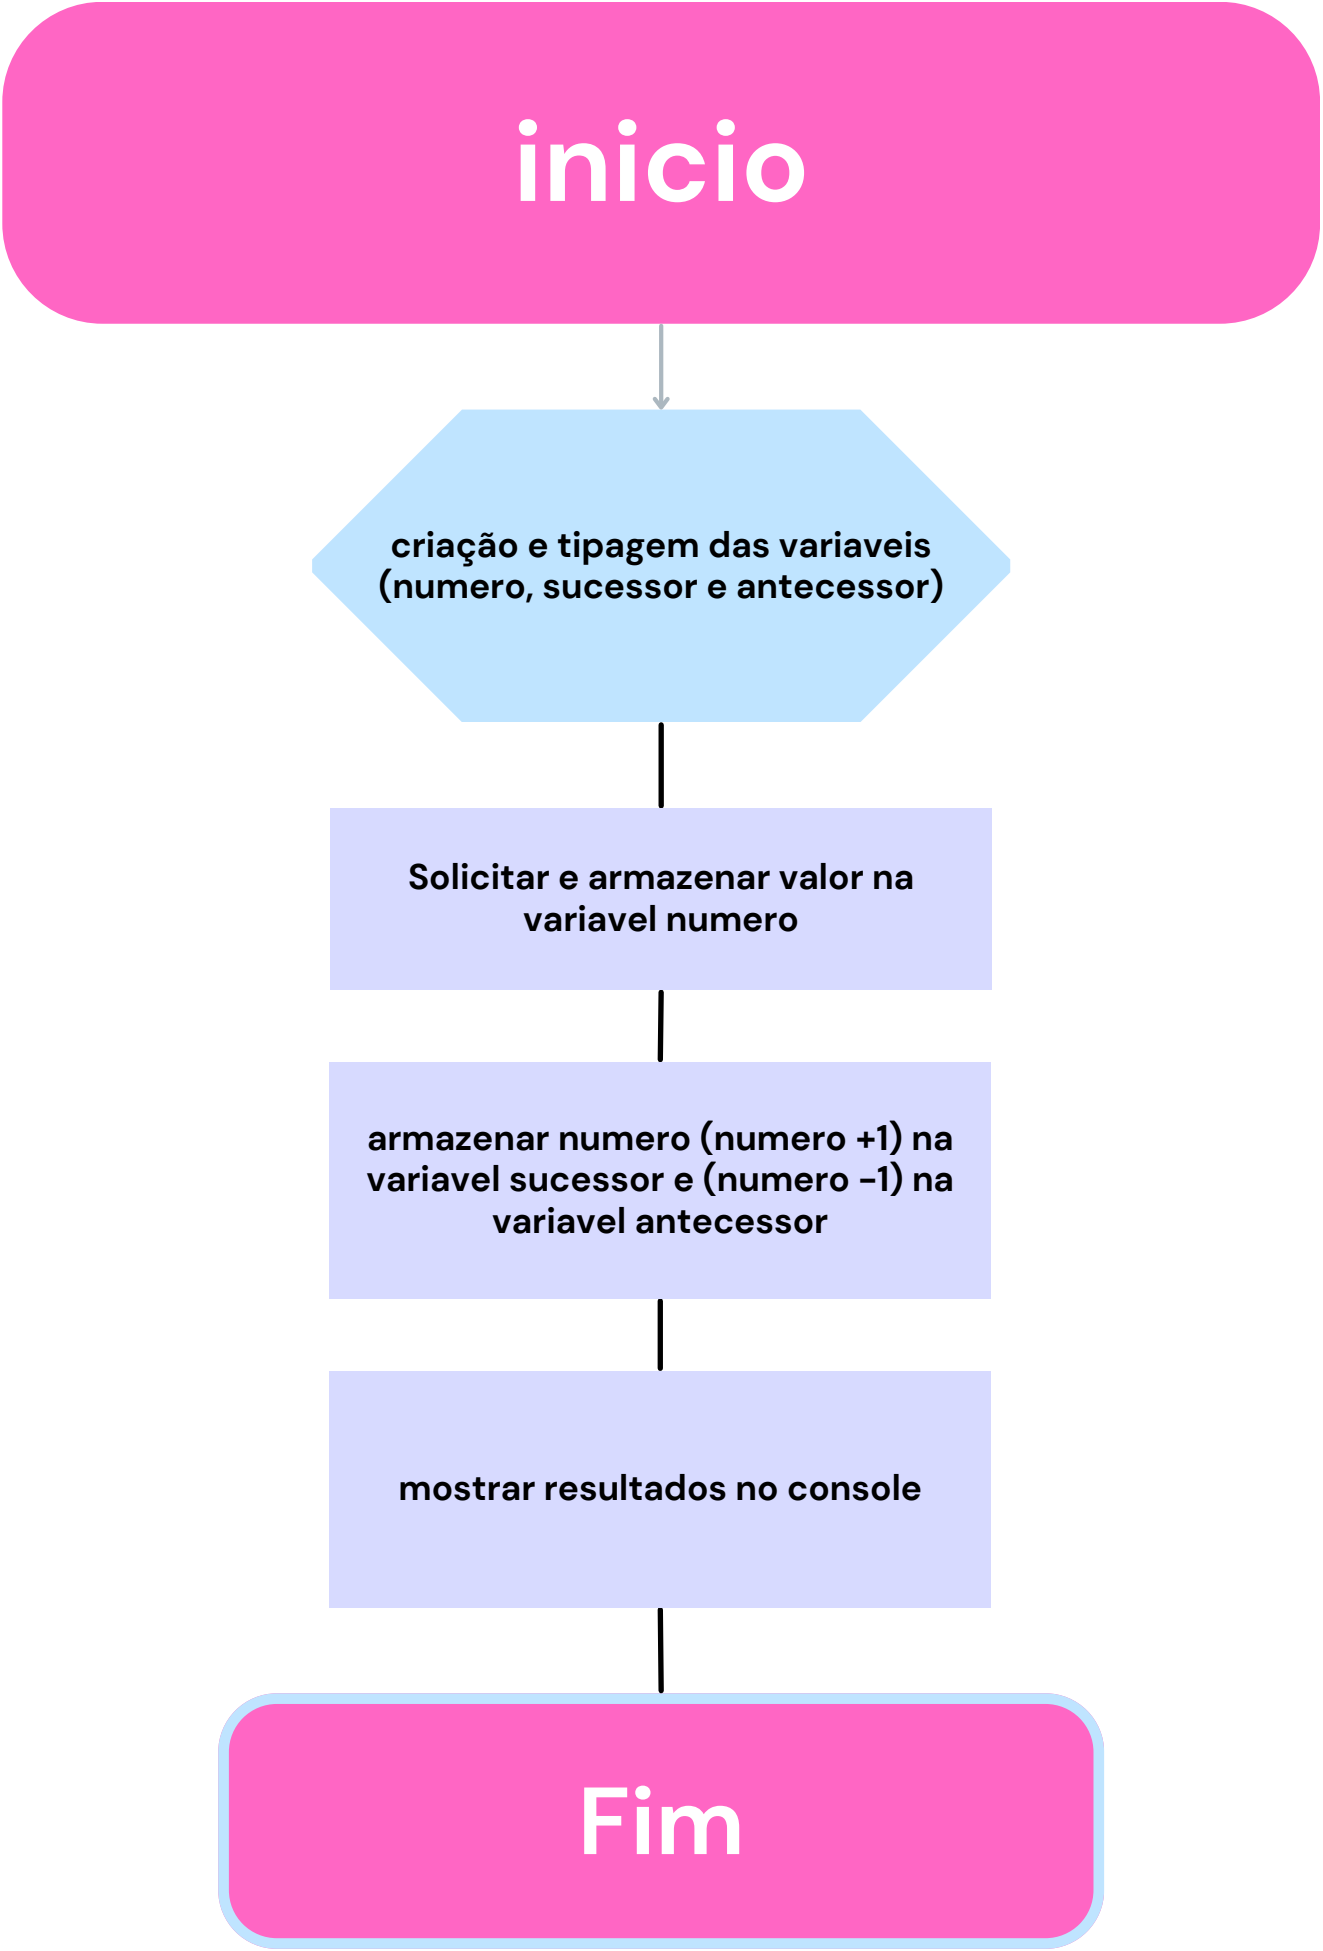 inicio
criação e tipagem das variaveis
(numero, sucessor e antecessor)
Solicitar e armazenar valor na
variavel numero
armazenar numero (numero +1) na
variavel sucessor e (numero -1) na
variavel antecessor
mostrar resultados no console
Fim